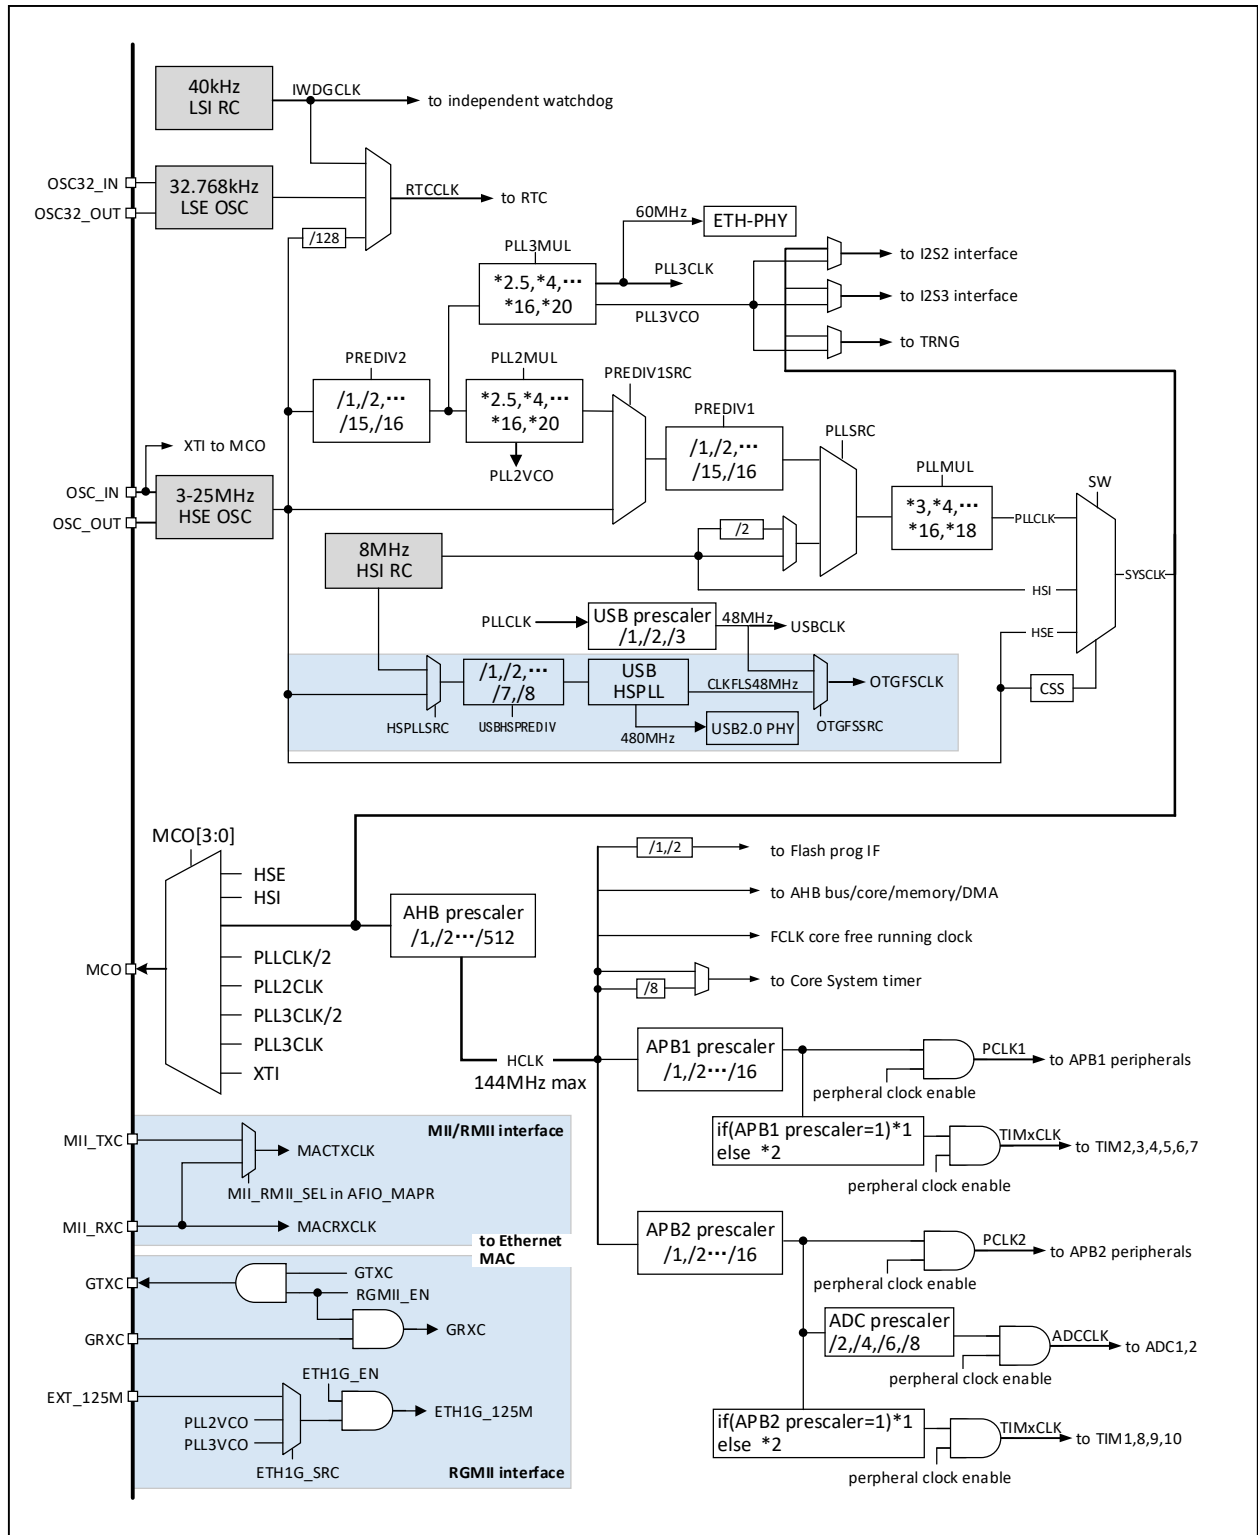 40kHz
LSI RC
IWDGCLK
to independent watchdog
OSC32_IN
OSC32_OUT
32.768kHz
LSE OSC
RTCCLK
to RTC
/128
60MHz
ETH-PHY
PLL3MUL
*2.5,*4,···
*16,*20
PLL3CLK
PLL3VCO
to I2S2 interface
to I2S3 interface
to TRNG
PREDIV2
/1,/2,···
/15,/16
PLL2MUL
*2.5,*4,···
*16,*20
PLL2VCO
PREDIV1SRC
PREDIV1
/1,/2,···
/15,/16
PLLSRC
PLLMUL
*3,*4,···
*16,*18
PLLCLK
SW
XTI to MCO
OSC_IN
OSC_OUT
3-25MHz
HSE OSC
8MHz
HSI RC
/2
HSI
SYSCLK
HSE
CSS
PLLCLK
USB prescaler
/1,/2,/3
48MHz
USBCLK
HSPLLSRC
/1,/2,···
/7,/8
USBHSPREDIV
USB
HSPLL
CLKFLS48MHz
480MHz
USB2.0 PHY
OTGFSSRC
OTGFSCLK
MCO[3:0]
HSE
HSI
PLLCLK/2
PLL2CLK
PLL3CLK/2
PLL3CLK
XTI
MCO
AHB prescaler
/1,/2···/512
HCLK
144MHz max
/1,/2
to Flash prog IF
to AHB bus/core/memory/DMA
FCLK core free running clock
/8
to Core System timer
APB1 prescaler
/1,/2···/16
PCLK1
to APB1 peripherals
perpheral clock enable
if(APB1 prescaler=1)*1
else *2
TIMxCLK
to TIM2,3,4,5,6,7
perpheral clock enable
APB2 prescaler
/1,/2···/16
PCLK2
to APB2 peripherals
perpheral clock enable
ADC prescaler
/2,/4,/6,/8
ADCCLK
to ADC1,2
perpheral clock enable
if(APB2 prescaler=1)*1
else *2
TIMxCLK
to TIM1,8,9,10
perpheral clock enable
MII/RMII interface
MII_TXC
MACTXCLK
MII_RMII_SEL in AFIO_MAPR
MII_RXC
MACRXCLK
to Ethernet
MAC
GTXC
GTXC
RGMII_EN
GRXC
GRXC
ETH1G_EN
EXT_125M
PLL2VCO
PLL3VCO
ETH1G_125M
ETH1G_SRC
RGMII interface